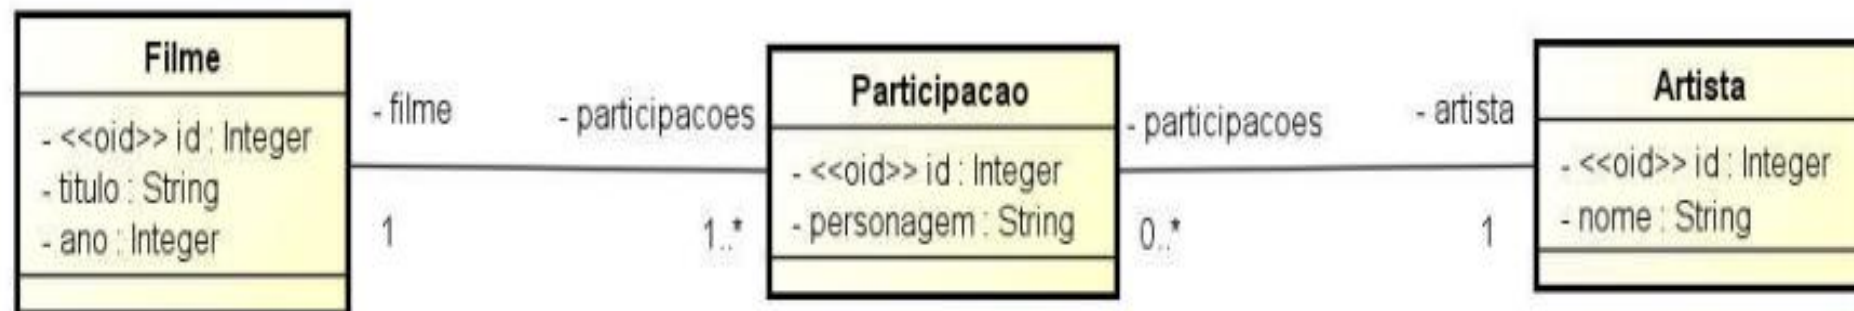 Filme
- <<oid>> id : Integer
- titulo : String
- ano : Integer
- filme
- participacoes
1
1..*
Participacao
- <<oid>> id : Integer
- personagem : String
- participacoes
- artista
0..*
1
Artista
- <<oid>> id : Integer
- nome : String